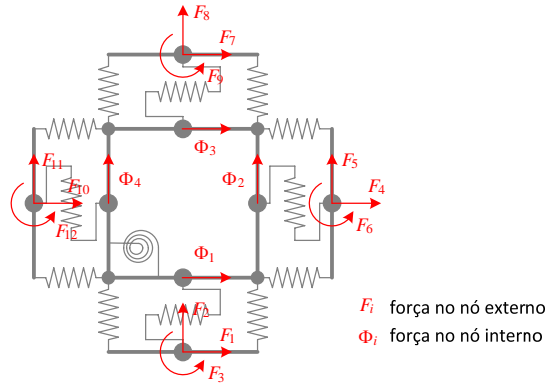 F₈
F₇
F₉
Φ₃
F₁₁
Φ₄
Φ₂
F₅
F₁₀
F₄
F₁₂
F₆
Φ₁
F₂
F₁
F₃
Fᵢ força no nó externo
Φᵢ força no nó interno